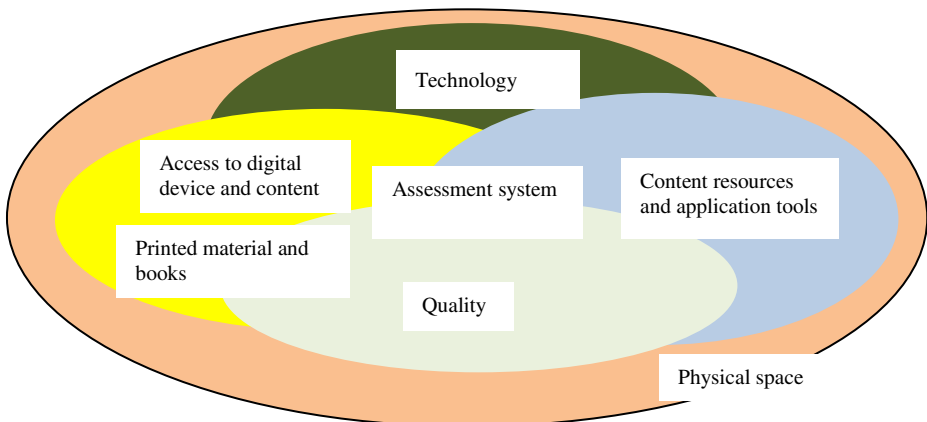 Technology
Access to digital
device and content
Assessment system
Content resources
and application tools
Printed material and
books
Quality
Physical space